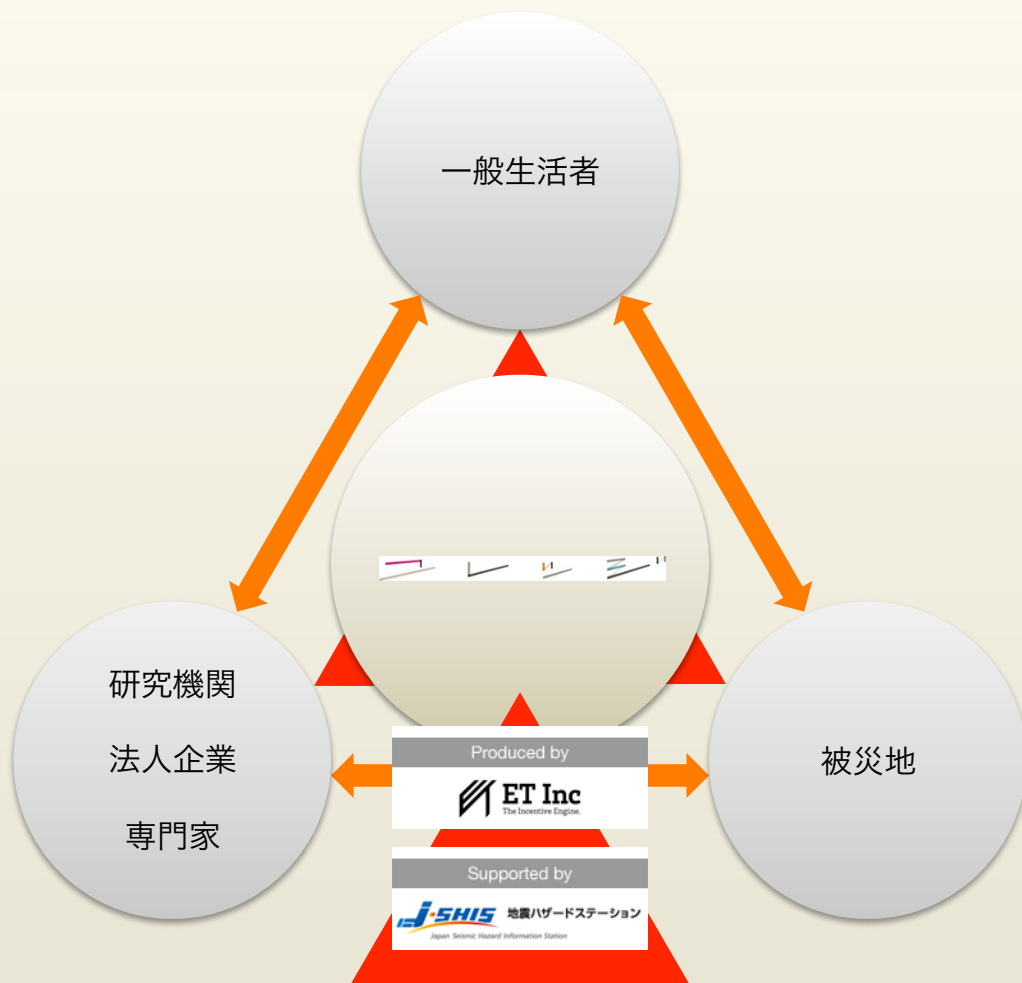 一般生活者
研究機関
法人企業
専門家
被災地
Produced by
ET Inc
The Incentive Engine.
Supported by
J-SHIS 地震ハザードステーション
Japan Seismic Hazard Information Station